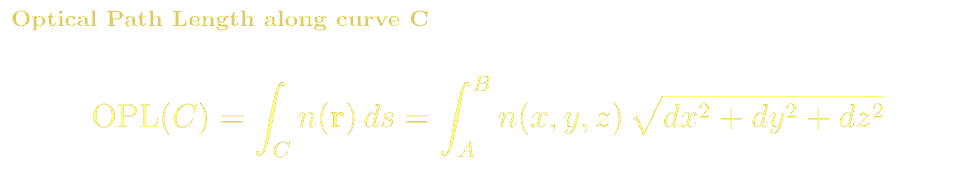 Optical Path Length along curve C
OPL(C) = ∫_C n(𝐫) ds = ∫_A^B n(x, y, z) √(dx² + dy² + dz²)